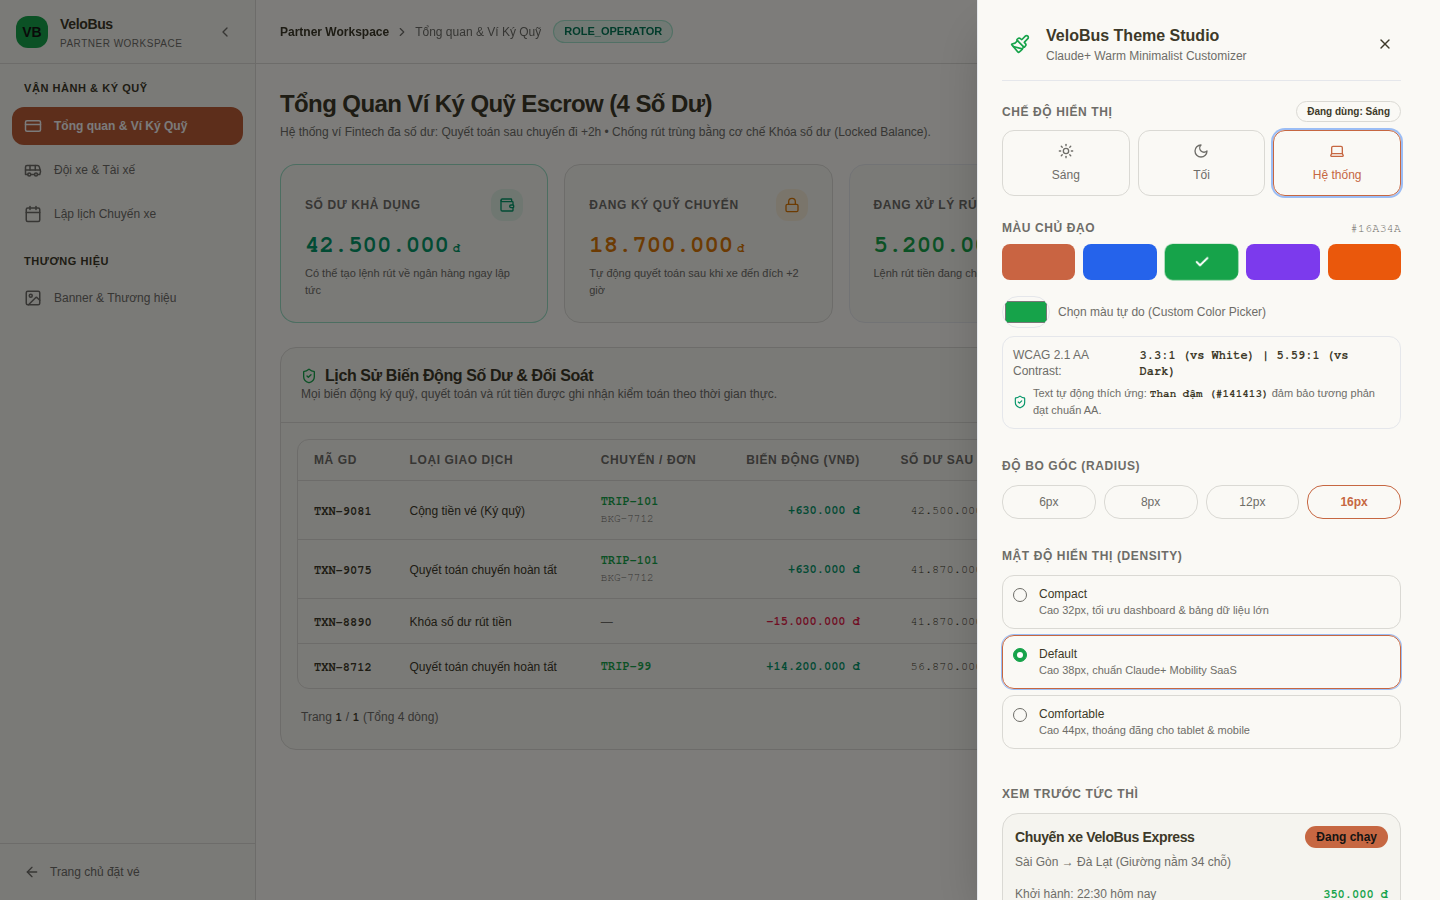 VB
VeloBus
PARTNER WORKSPACE
VẬN HÀNH & KÝ QUỸ
Tổng quan & Ví Ký Quỹ
Đội xe & Tài xế
Lập lịch Chuyến xe
THƯƠNG HIỆU
Banner & Thương hiệu
Trang chủ đặt vé
Partner Workspace > Tổng quan & Ví Ký Quỹ ROLE_OPERATOR
Tổng Quan Ví Ký Quỹ Escrow (4 Số Dư)
Hệ thống ví Fintech đa số dư: Quyết toán sau chuyến đi +2h • Chống rút trùng bằng cơ chế Khóa số dư (Locked Balance).
SỐ DƯ KHẢ DỤNG
42.500.000 đ
Có thể tạo lệnh rút về ngân hàng ngay lập
tức
ĐANG KÝ QUỸ CHUYẾN
18.700.000 đ
Tự động quyết toán sau khi xe đến đích +2
giờ
ĐANG XỬ LÝ RÚ
5.200.0
Lệnh rút tiền đang ch
Lịch Sử Biến Động Số Dư & Đối Soát
Mọi biến động ký quỹ, quyết toán và rút tiền được ghi nhận kiểm toán theo thời gian thực.
MÃ GD LOẠI GIAO DỊCH CHUYẾN / ĐƠN BIẾN ĐỘNG (VNĐ) SỐ DƯ SAU
TXN-9081 Cộng tiền vé (Ký quỹ) TRIP-101 +630.000 đ 42.500.00
BKG-7712
TXN-9075 Quyết toán chuyến hoàn tất TRIP-101 +630.000 đ 41.870.00
BKG-7712
TXN-8890 Khóa số dư rút tiền — -15.000.000 đ 41.870.00
TXN-8712 Quyết toán chuyến hoàn tất TRIP-99 +14.200.000 đ 56.870.00
Trang 1 / 1 (Tổng 4 dòng)
VeloBus Theme Studio
Claude+ Warm Minimalist Customizer
CHẾ ĐỘ HIỂN THỊ Đang dùng: Sáng
Sáng Tối Hệ thống
MÀU CHỦ ĐẠO #16A34A
Chọn màu tự do (Custom Color Picker)
WCAG 2.1 AA 3.3:1 (vs White) | 5.59:1 (vs
Contrast: Dark)
Text tự động thích ứng: Than đậm (#141413) đảm bảo tương phản
đạt chuẩn AA.
ĐỘ BO GÓC (RADIUS)
6px 8px 12px 16px
MẬT ĐỘ HIỂN THỊ (DENSITY)
Compact
Cao 32px, tối ưu dashboard & bảng dữ liệu lớn
Default
Cao 38px, chuẩn Claude+ Mobility SaaS
Comfortable
Cao 44px, thoáng đãng cho tablet & mobile
XEM TRƯỚC TỨC THÌ
Chuyến xe VeloBus Express Đang chạy
Sài Gòn → Đà Lạt (Giường nằm 34 chỗ)
Khởi hành: 22:30 hôm nay 350.000 đ